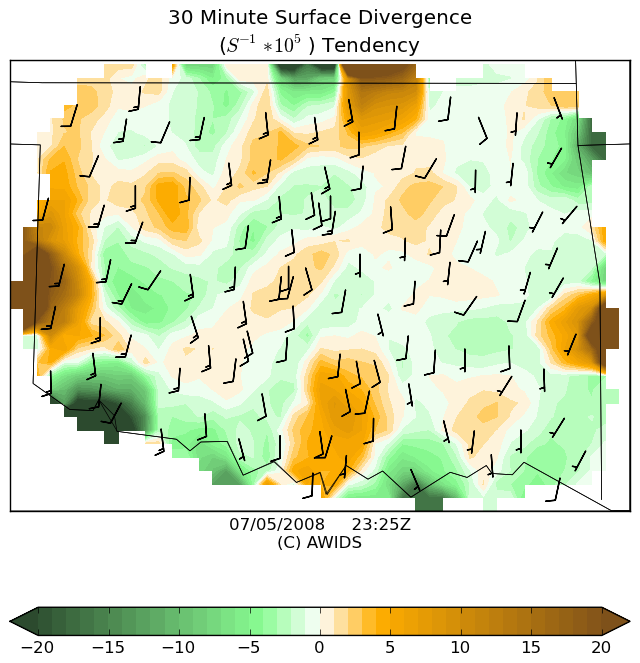 30 Minute Surface Divergence
(S⁻¹ *10⁵ ) Tendency
07/05/2008 23:25Z
(C) AWIDS
−20 −15 −10 −5 0 5 10 15 20